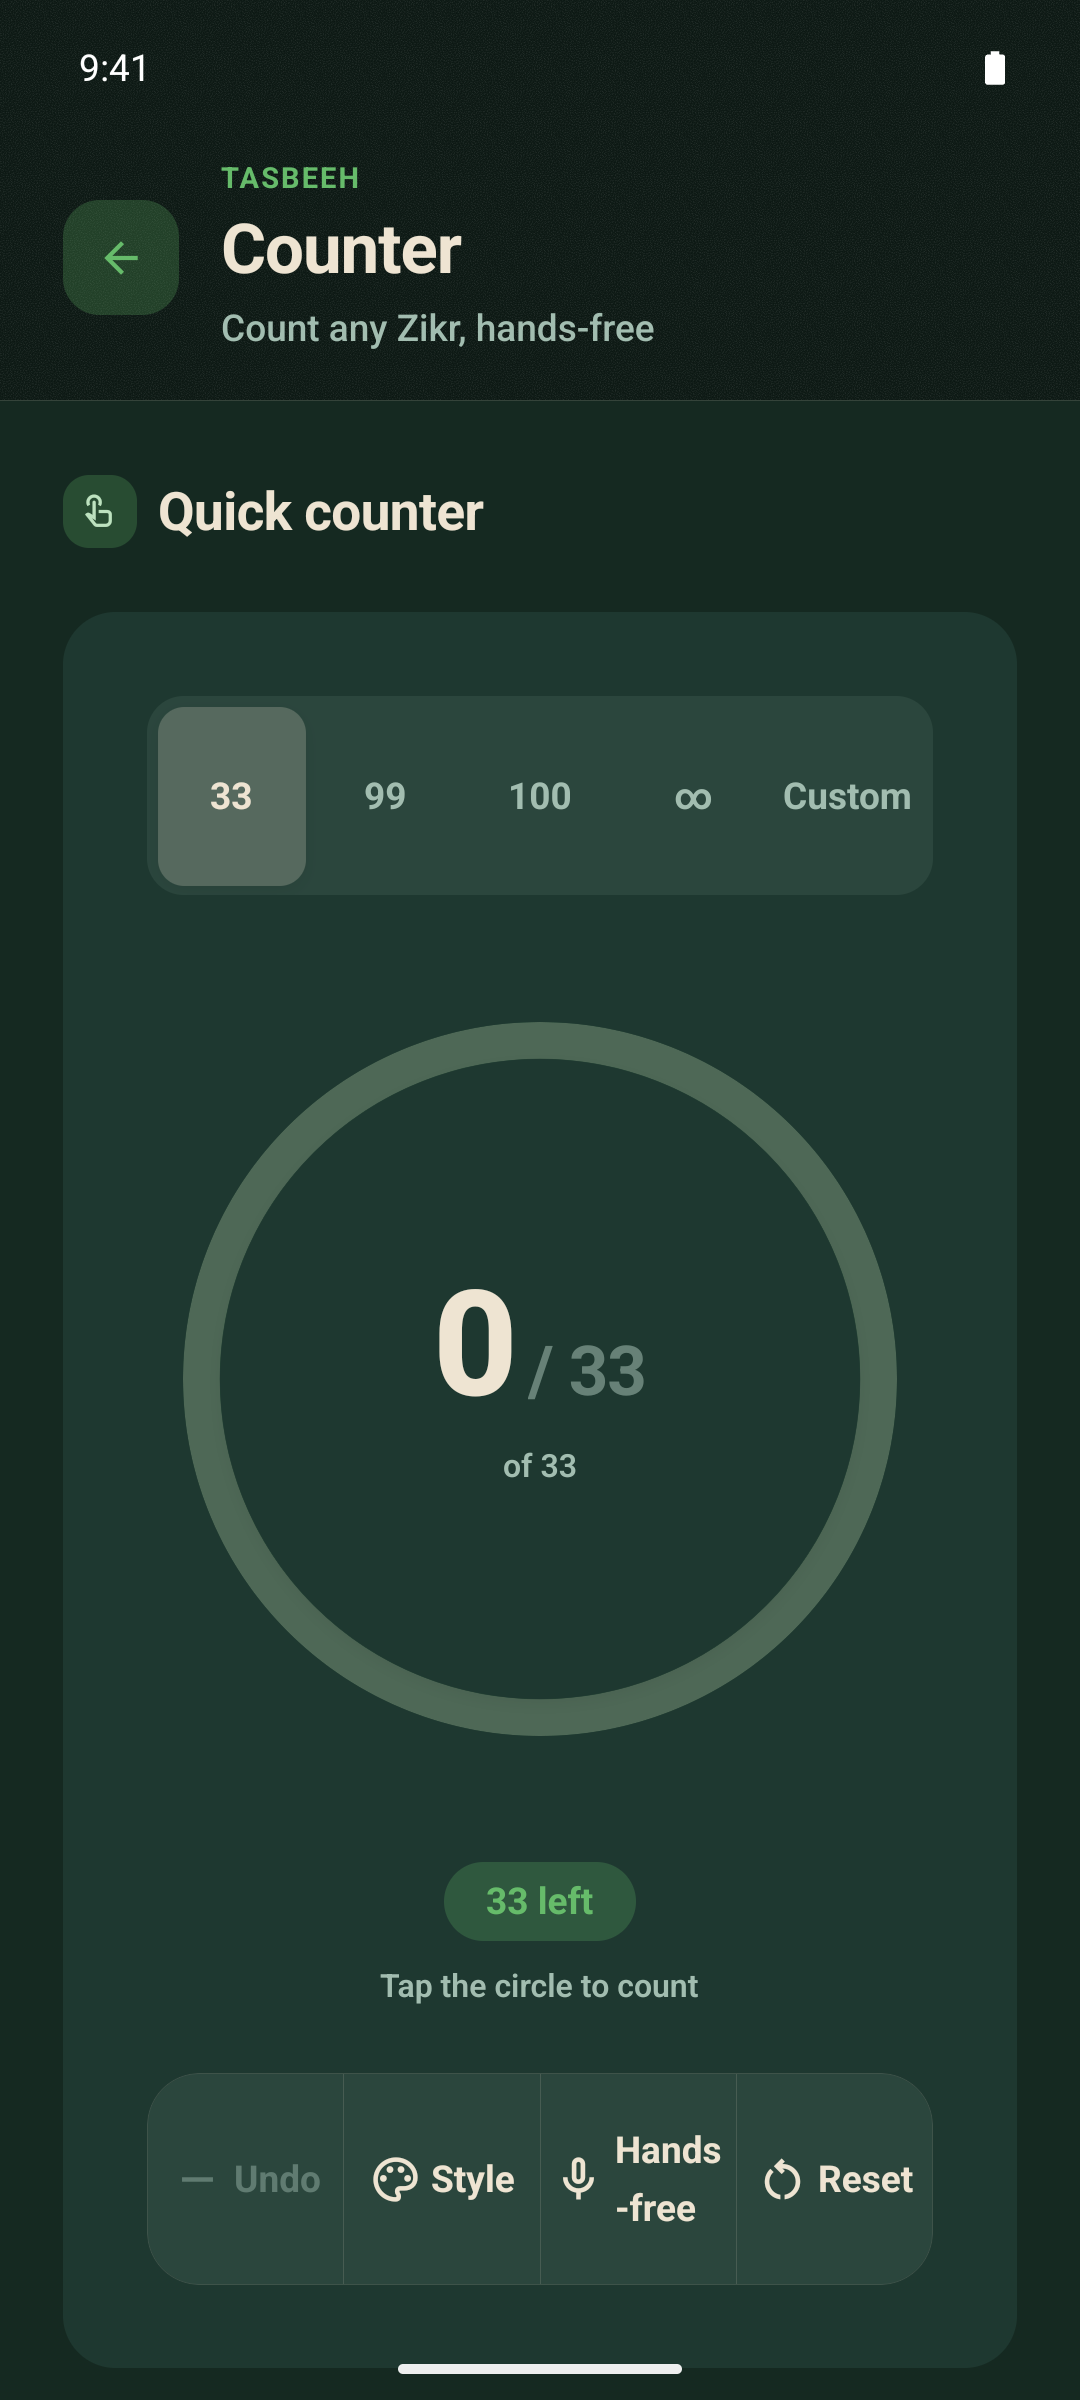 9:41
TASBEEH
Counter
Count any Zikr, hands-free
Quick counter
33 99 100 ∞ Custom
0 / 33
of 33
33 left
Tap the circle to count
Undo Style Hands
-free Reset